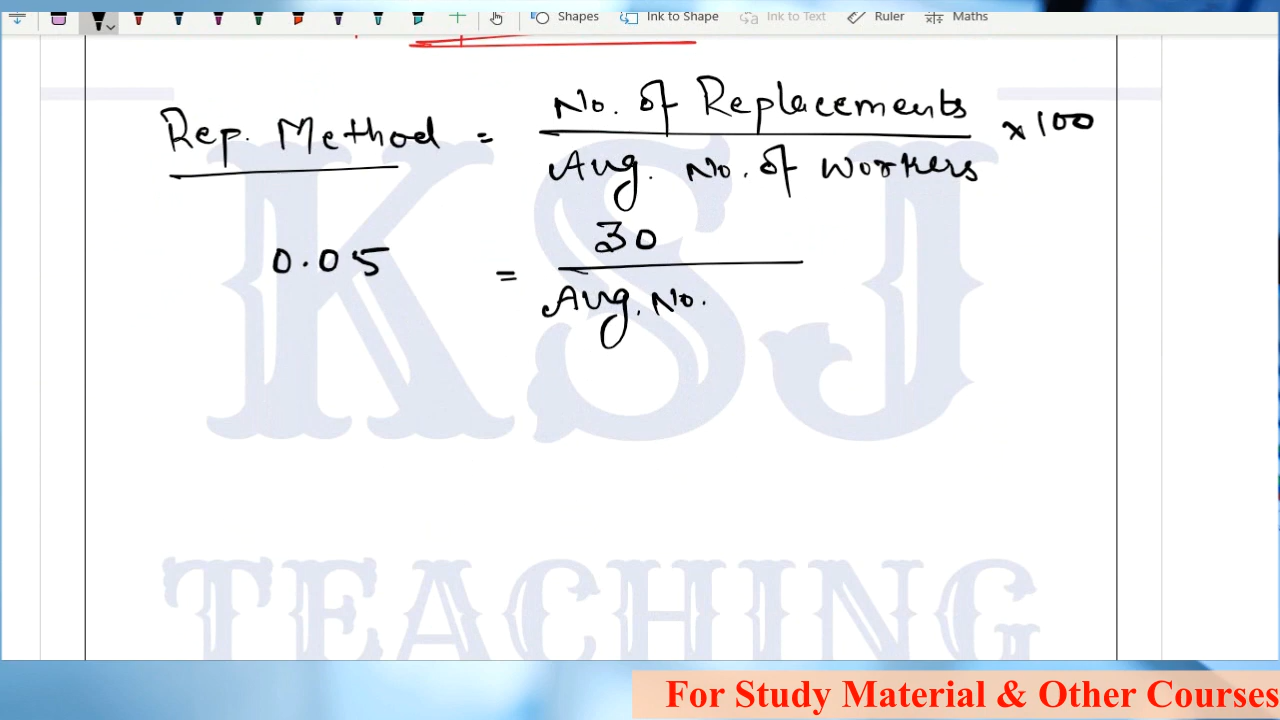 Shapes Ink to Shape Ink to Text Ruler Maths
No. of Replacements
Rep. Method = × 100
Avg. No. of Workers
30
0.05 =
Avg. No.
KSJ
TEACHING
For Study Material & Other Courses